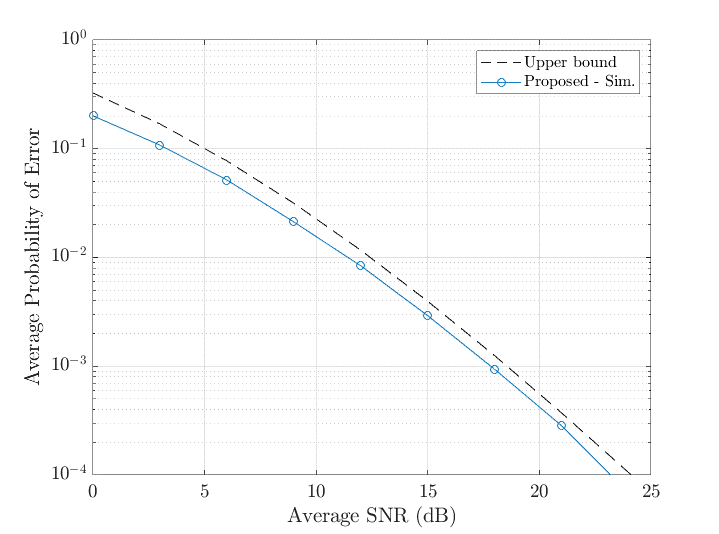 10^0
10^-1
10^-2
10^-3
10^-4
Average Probability of Error
Upper bound
Proposed - Sim.
0 5 10 15 20 25
Average SNR (dB)